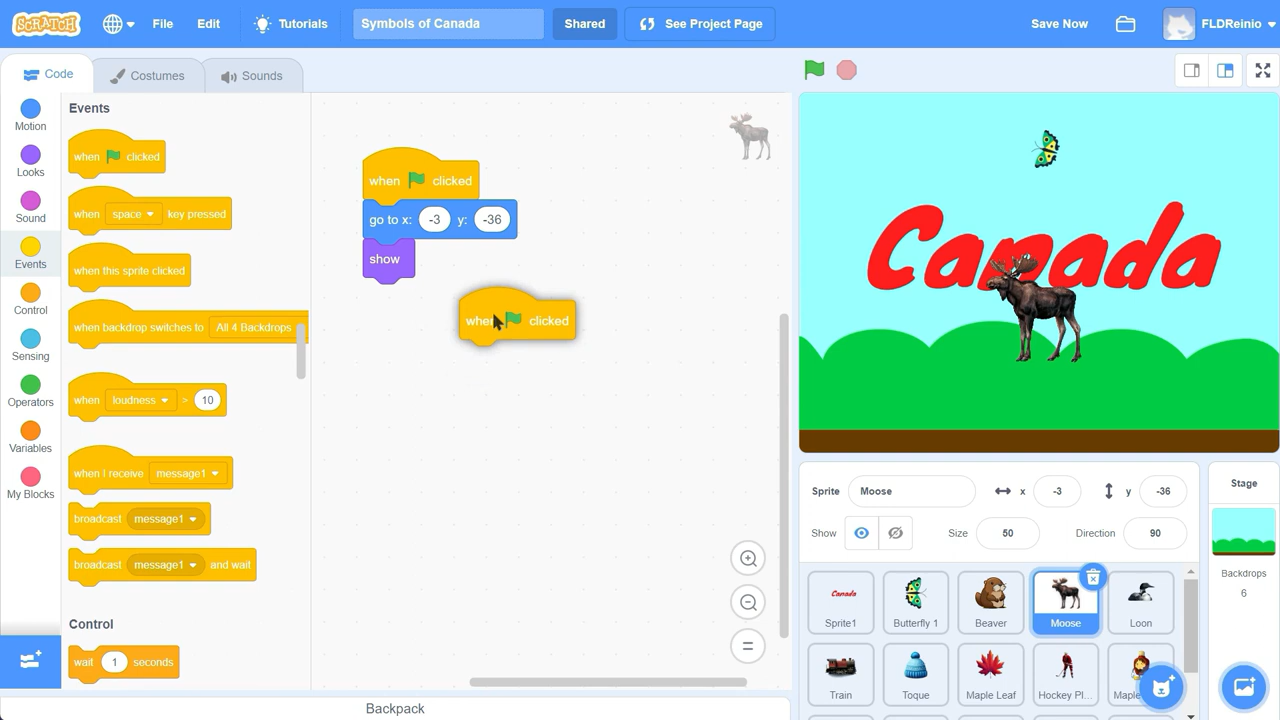 SCRATCH File Edit Tutorials Symbols of Canada Shared See Project Page Save Now FLDReinio
Code Costumes Sounds
Motion
Looks
Sound
Events
Control
Sensing
Operators
Variables
My Blocks
Events
when clicked
when space key pressed
when this sprite clicked
when backdrop switches to All 4 Backdrops
when loudness > 10
when I receive message1
broadcast message1
broadcast message1 and wait
Control
wait 1 seconds
when clicked
go to x: -3 y: -36
show
when clicked
Canada
Sprite Moose x -3 y -36
Show Size 50 Direction 90
Canada
Sprite1 Butterfly 1 Beaver Moose Loon
Train Toque Maple Leaf Hockey Pl... Maple
Stage
Backdrops
6
Backpack